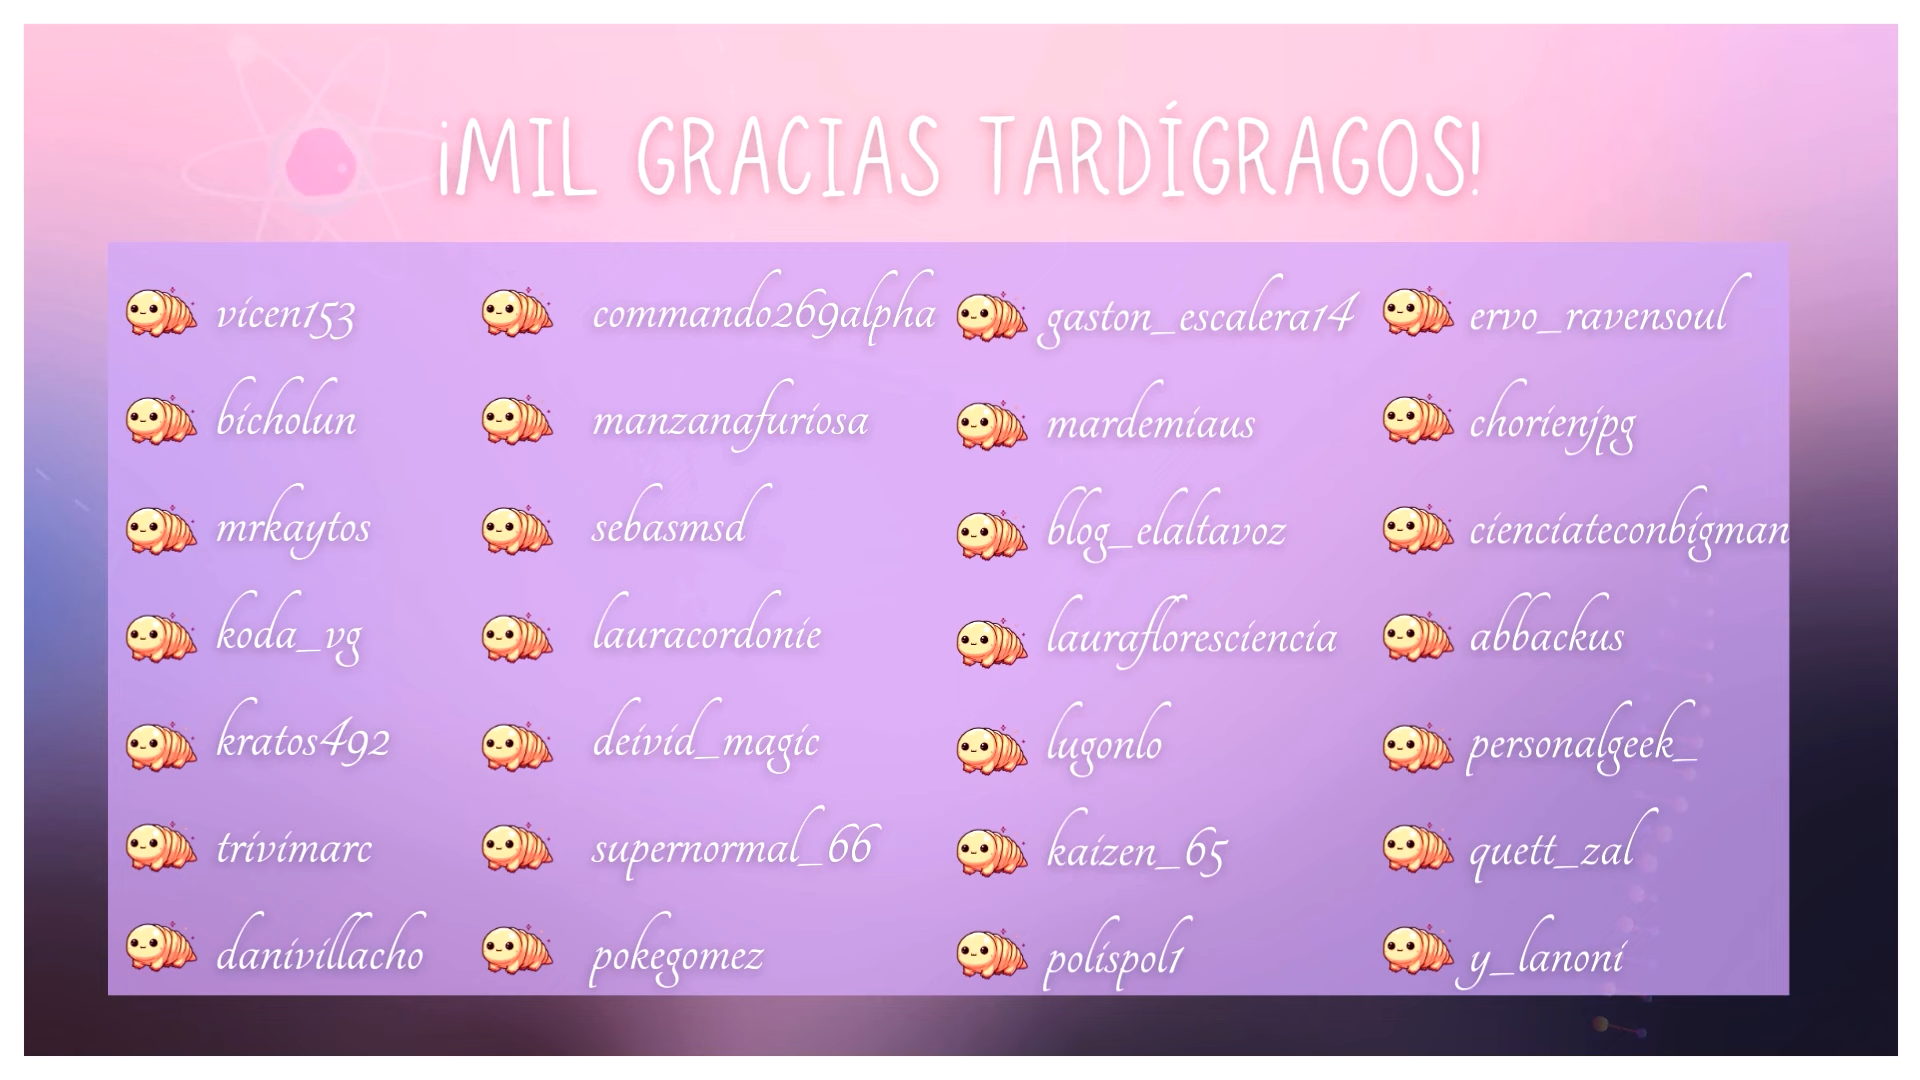 ¡MIL GRACIAS TARDÍGRAGOS!
vicen153
bicholun
mrkaytos
koda_vg
kratos492
trivimarc
danivillacho
commando269alpha
manzanafuriosa
sebasmsd
lauracordonie
deivid_magic
supernormal_66
pokegomez
gaston_escalera14
mardemiaus
blog_elaltavoz
laurafloresciencia
lugonlo
kaizen_65
polispol1
ervo_ravensoul
chorienjpg
cienciateconbigman
abbackus
personalgeek_
quett_zal
y_lanoni